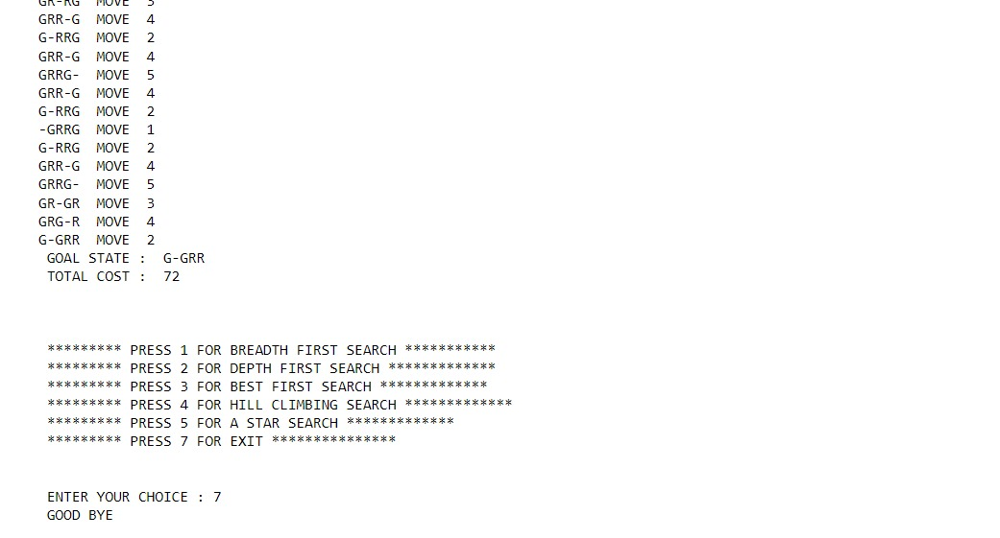 GR-RG  MOVE  3
GRR-G  MOVE  4
G-RRG  MOVE  2
GRR-G  MOVE  4
GRRG-  MOVE  5
GRR-G  MOVE  4
G-RRG  MOVE  2
-GRRG  MOVE  1
G-RRG  MOVE  2
GRR-G  MOVE  4
GRRG-  MOVE  5
GR-GR  MOVE  3
GRG-R  MOVE  4
G-GRR  MOVE  2
GOAL STATE :  G-GRR
TOTAL COST :  72
********* PRESS 1 FOR BREADTH FIRST SEARCH ***********
********* PRESS 2 FOR DEPTH FIRST SEARCH *************
********* PRESS 3 FOR BEST FIRST SEARCH *************
********* PRESS 4 FOR HILL CLIMBING SEARCH *************
********* PRESS 5 FOR A STAR SEARCH *************
********* PRESS 7 FOR EXIT ***************
ENTER YOUR CHOICE : 7
GOOD BYE